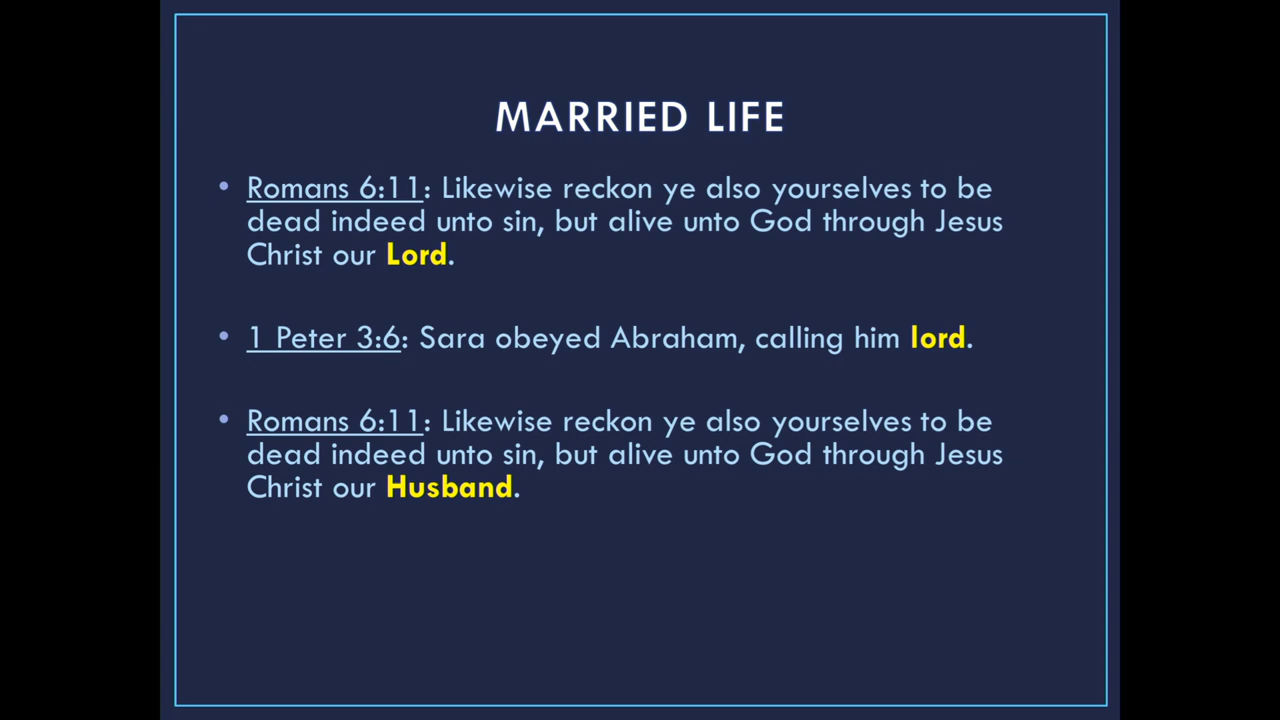 MARRIED LIFE
• Romans 6:11: Likewise reckon ye also yourselves to be
dead indeed unto sin, but alive unto God through Jesus
Christ our Lord.
• 1 Peter 3:6: Sara obeyed Abraham, calling him lord.
• Romans 6:11: Likewise reckon ye also yourselves to be
dead indeed unto sin, but alive unto God through Jesus
Christ our Husband.